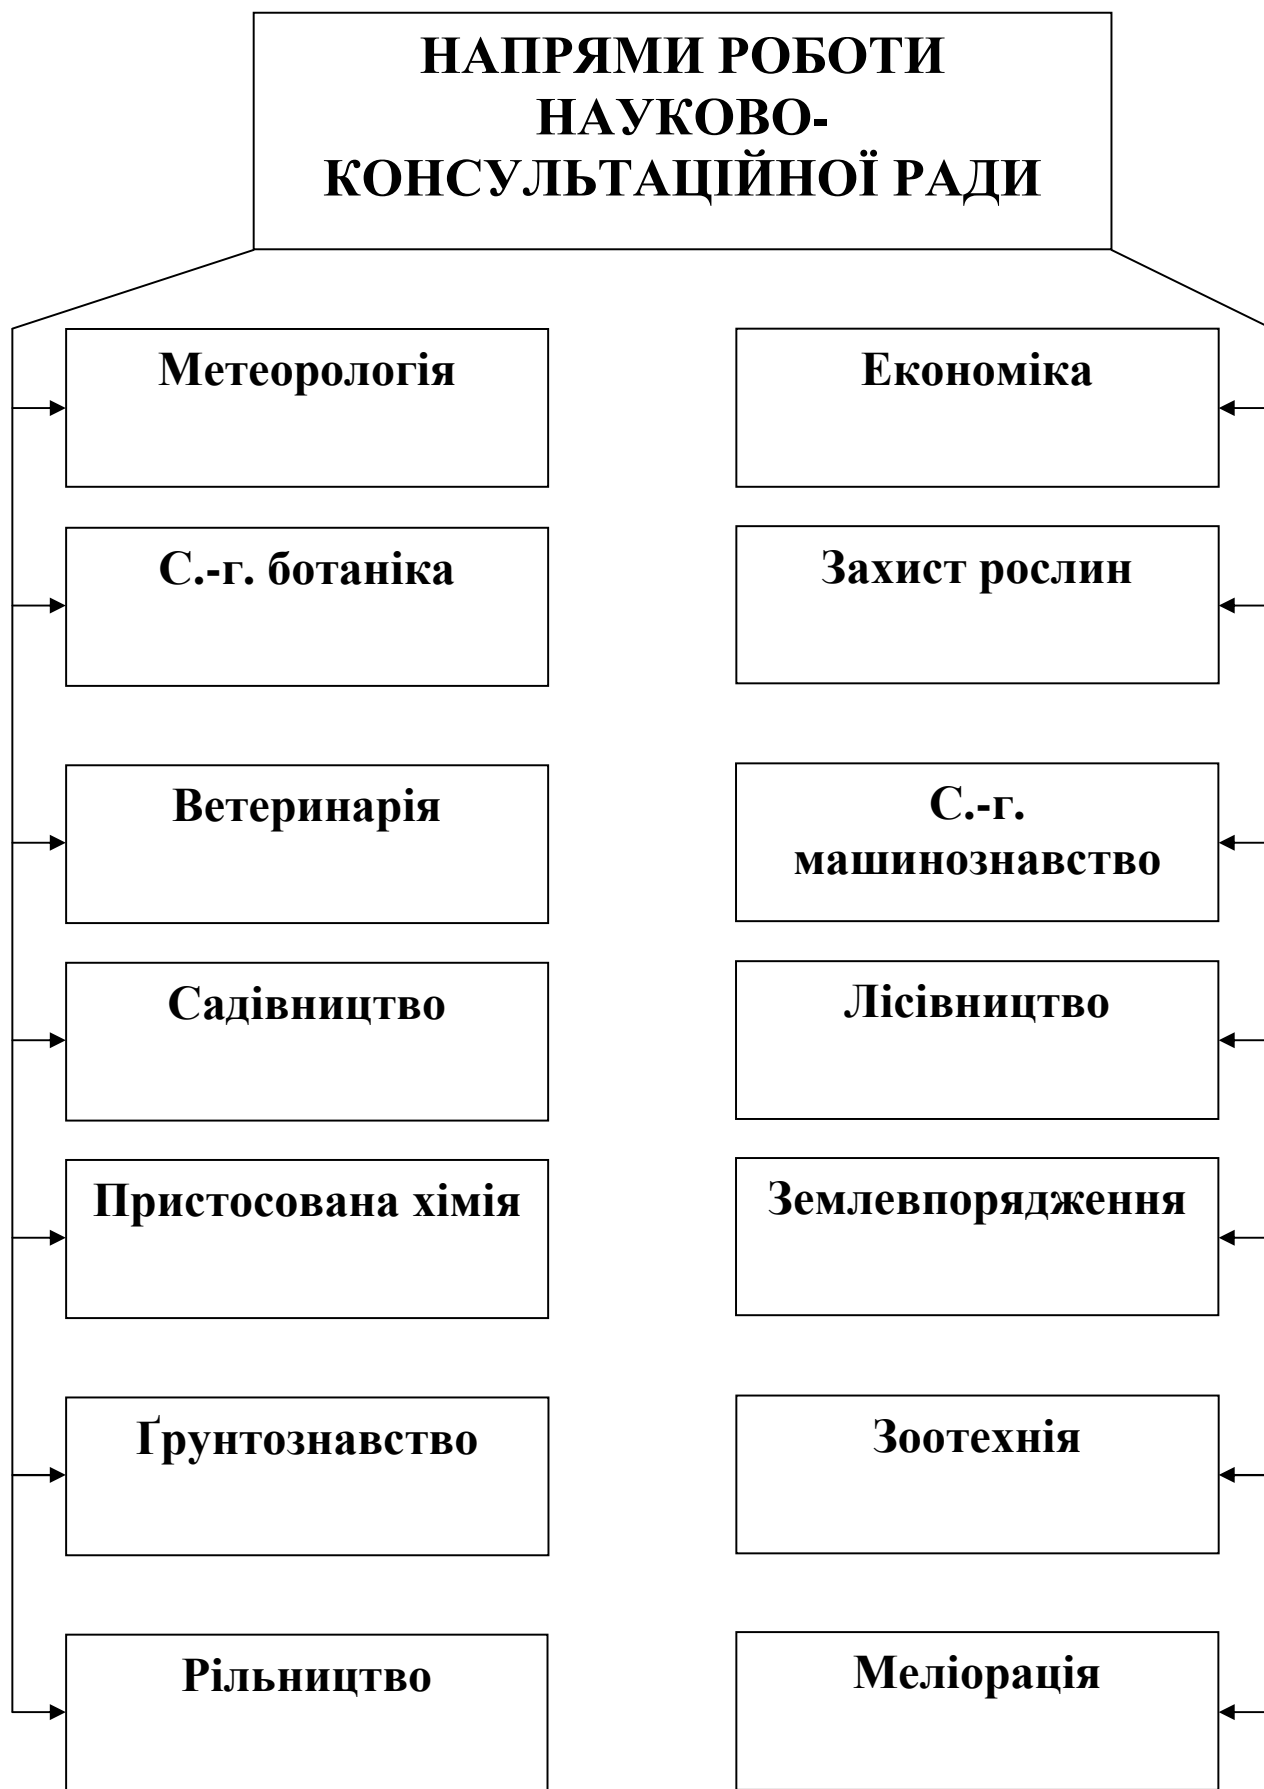 НАПРЯМИ РОБОТИ
НАУКОВО-
КОНСУЛЬТАЦІЙНОЇ РАДИ
Метеорологія
Економіка
С.-г. ботаніка
Захист рослин
Ветеринарія
С.-г.
машинознавство
Садівництво
Лісівництво
Пристосована хімія
Землевпорядження
Ґрунтознавство
Зоотехнія
Рільництво
Меліорація